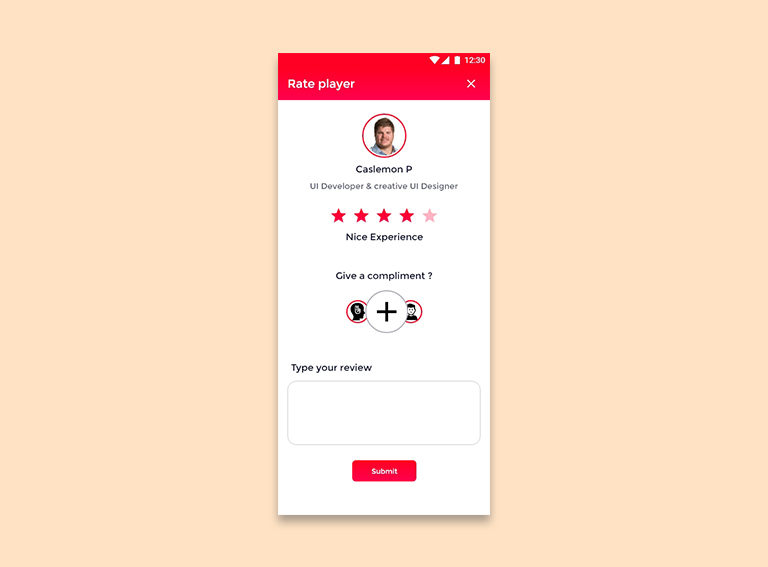 12:30
Rate player
Caslemon P
UI Developer & creative UI Designer
Nice Experience
Give a compliment ?
Type your review
Submit